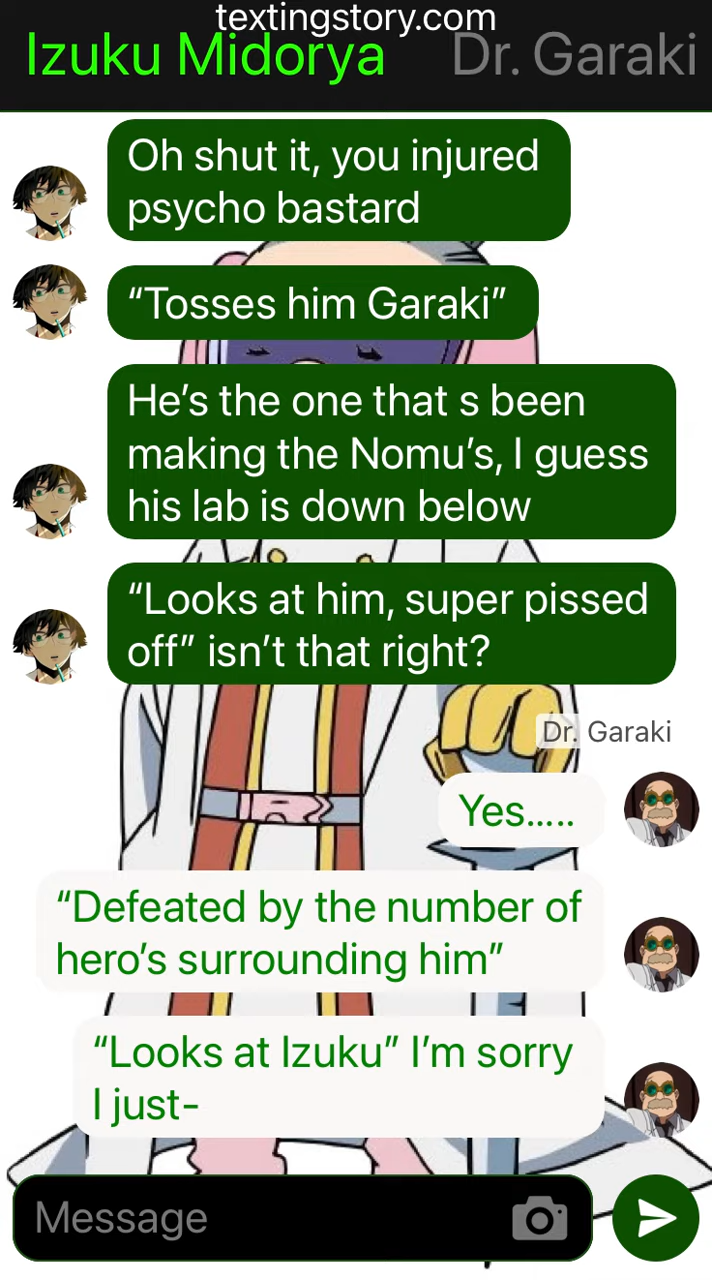 textingstory.com
Izuku Midorya Dr. Garaki
Oh shut it, you injured
psycho bastard
“Tosses him Garaki”
He’s the one that s been
making the Nomu’s, I guess
his lab is down below
“Looks at him, super pissed
off” isn’t that right?
Dr. Garaki
Yes.....
“Defeated by the number of
hero’s surrounding him”
“Looks at Izuku” I’m sorry
I just-
Message